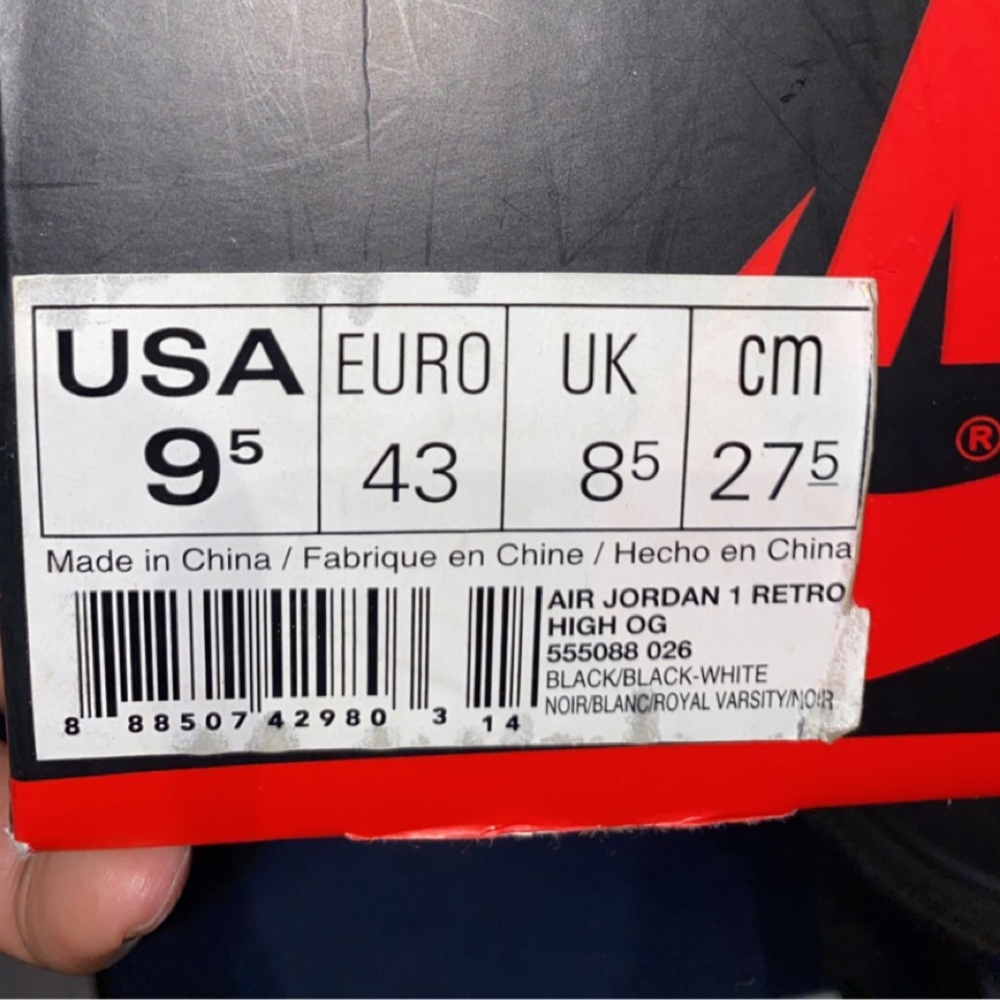 USA EURO UK cm
9⁵ 43 8⁵ 27⁵
Made in China / Fabrique en Chine / Hecho en China
AIR JORDAN 1 RETRO
HIGH OG
555088 026
BLACK/BLACK-WHITE
NOIR/BLANC/ROYAL VARSITY/NOIR
8 88507 42980 3 14
®